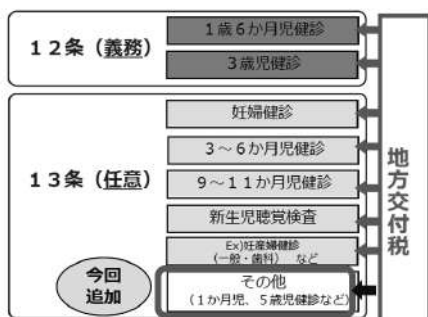 12条（義務）
1歳6か月児健診
3歳児健診
13条（任意）
妊婦健診
3～6か月児健診
9～11か月児健診
新生児聴覚検査
Ex)妊産婦健診
（一般・歯科）　など
今回
追加
その他
（1か月児、5歳児健診など）
地方交付税